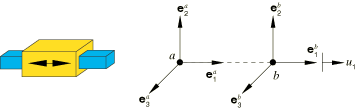 e₂ᵃ e₂ᵇ
a e₁ᵃ b e₁ᵇ u₁
e₃ᵃ e₃ᵇ